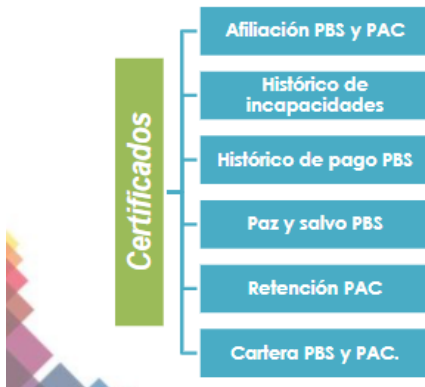 Certificados
Afiliación PBS y PAC
Histórico de
incapacidades
Histórico de pago PBS
Paz y salvo PBS
Retención PAC
Cartera PBS y PAC.